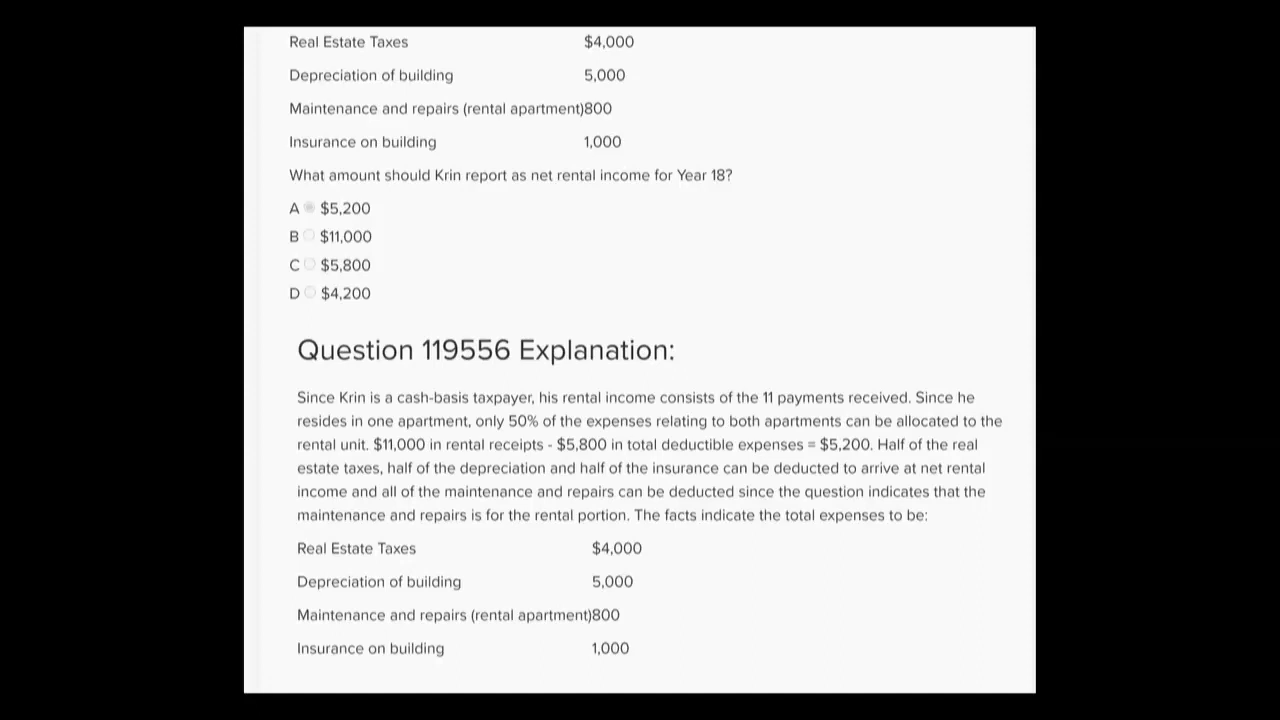 Real Estate Taxes $4,000
Depreciation of building 5,000
Maintenance and repairs (rental apartment)800
Insurance on building 1,000
What amount should Krin report as net rental income for Year 18?
A $5,200
B $11,000
C $5,800
D $4,200
Question 119556 Explanation:
Since Krin is a cash-basis taxpayer, his rental income consists of the 11 payments received. Since he
resides in one apartment, only 50% of the expenses relating to both apartments can be allocated to the
rental unit. $11,000 in rental receipts - $5,800 in total deductible expenses = $5,200. Half of the real
estate taxes, half of the depreciation and half of the insurance can be deducted to arrive at net rental
income and all of the maintenance and repairs can be deducted since the question indicates that the
maintenance and repairs is for the rental portion. The facts indicate the total expenses to be:
Real Estate Taxes $4,000
Depreciation of building 5,000
Maintenance and repairs (rental apartment)800
Insurance on building 1,000